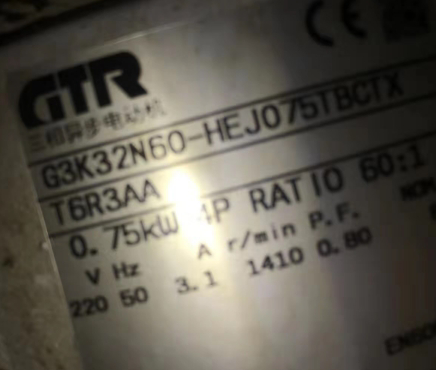 GTR
三相异步电动机
G3K32N60-HEJ075TBCTX
T6R3AA
0.75kW 4P RATIO 60:1
V Hz A r/min P.F.
220 50 3.1 1410 0.80